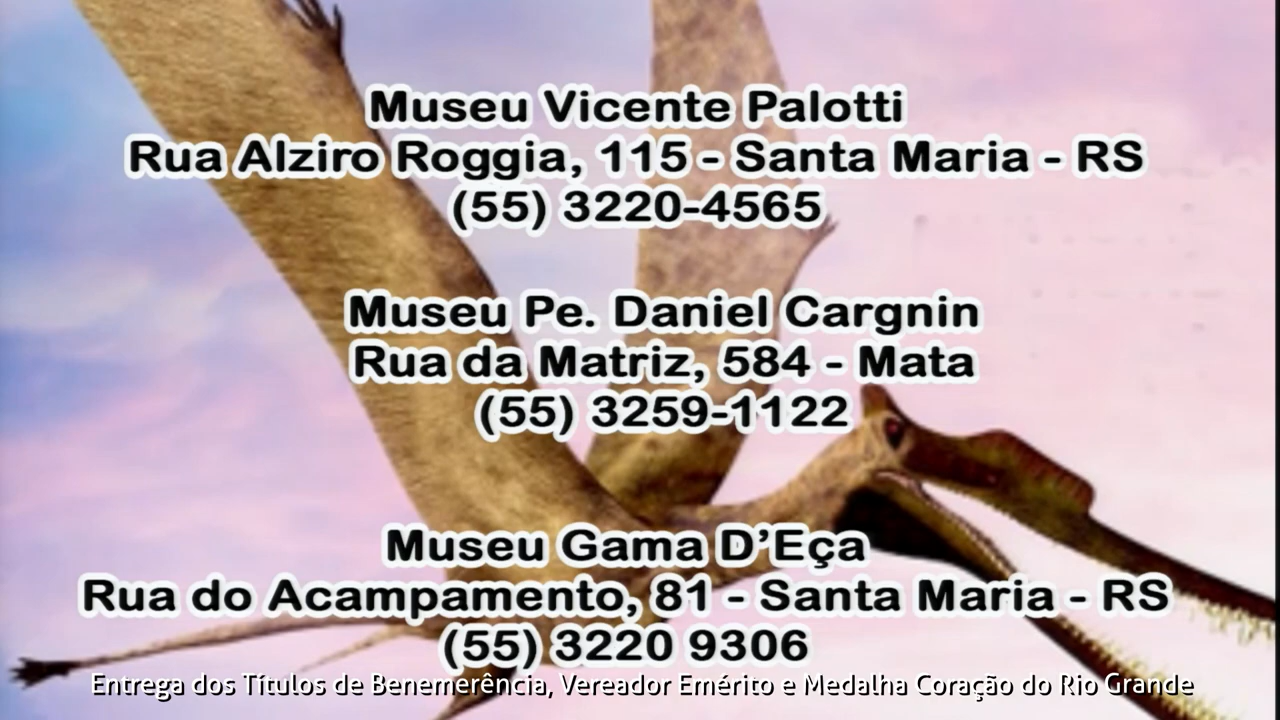 Museu Vicente Palotti
Rua Alziro Roggia, 115 - Santa Maria - RS
(55) 3220-4565
Museu Pe. Daniel Cargnin
Rua da Matriz, 584 - Mata
(55) 3259-1122
Museu Gama D’Eça
Rua do Acampamento, 81 - Santa Maria - RS
(55) 3220 9306
Entrega dos Títulos de Benemerência, Vereador Emérito e Medalha Coração do Rio Grande